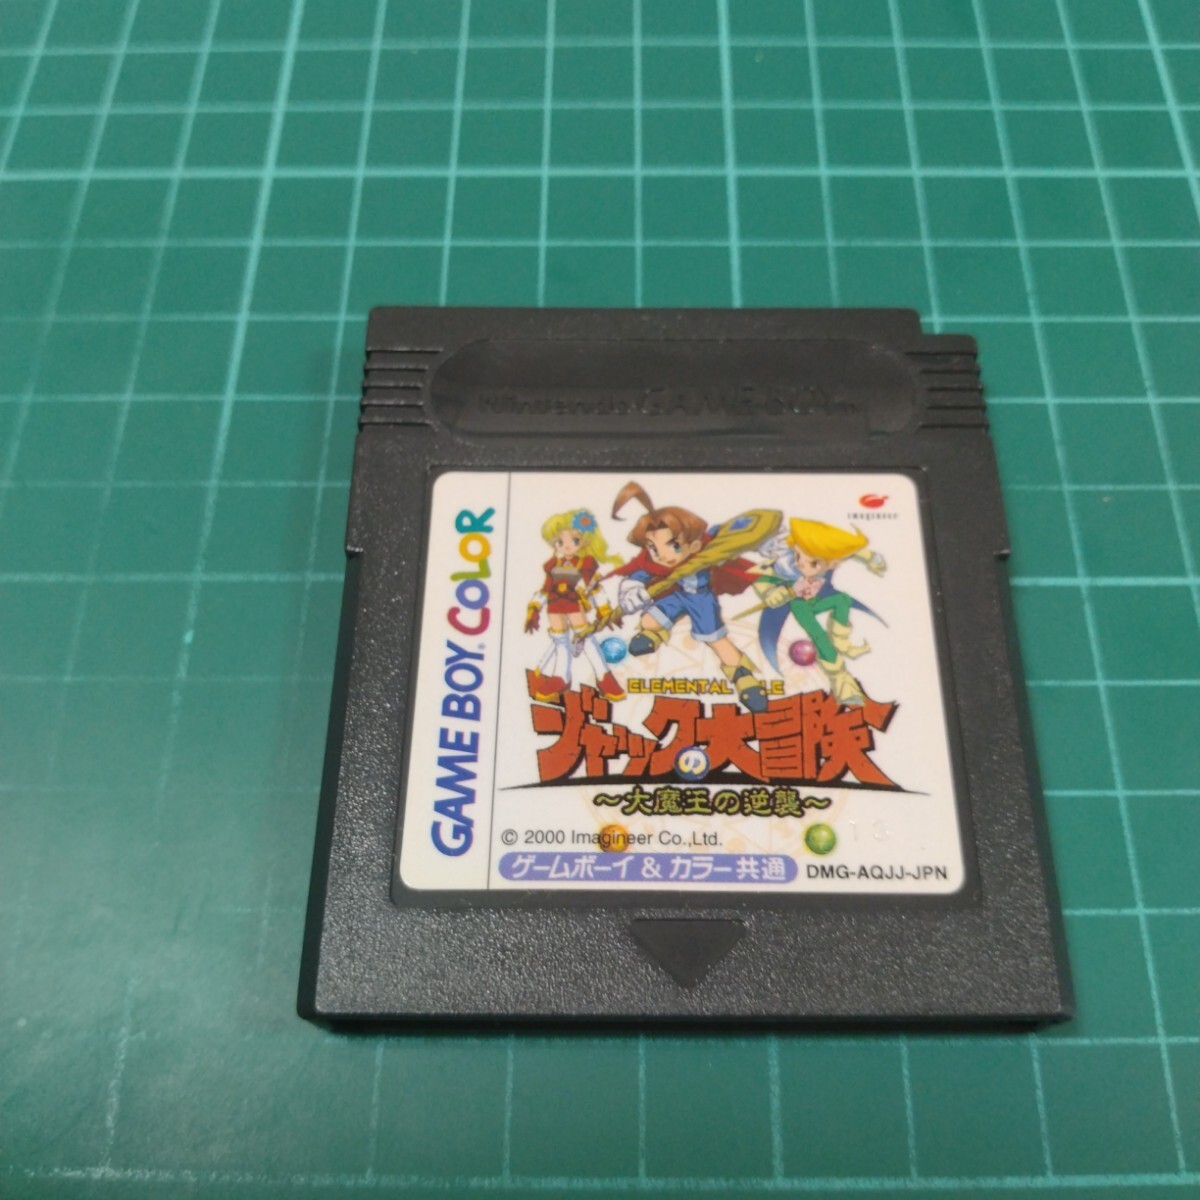 Nintendo GAME BOY
GAME BOY COLOR
imagineer
ELEMENTAL
ジャックの大冒険
～大魔王の逆襲～
13
© 2000 Imagineer Co.,Ltd.
ゲームボーイ & カラー共通
DMG-AQJJ-JPN